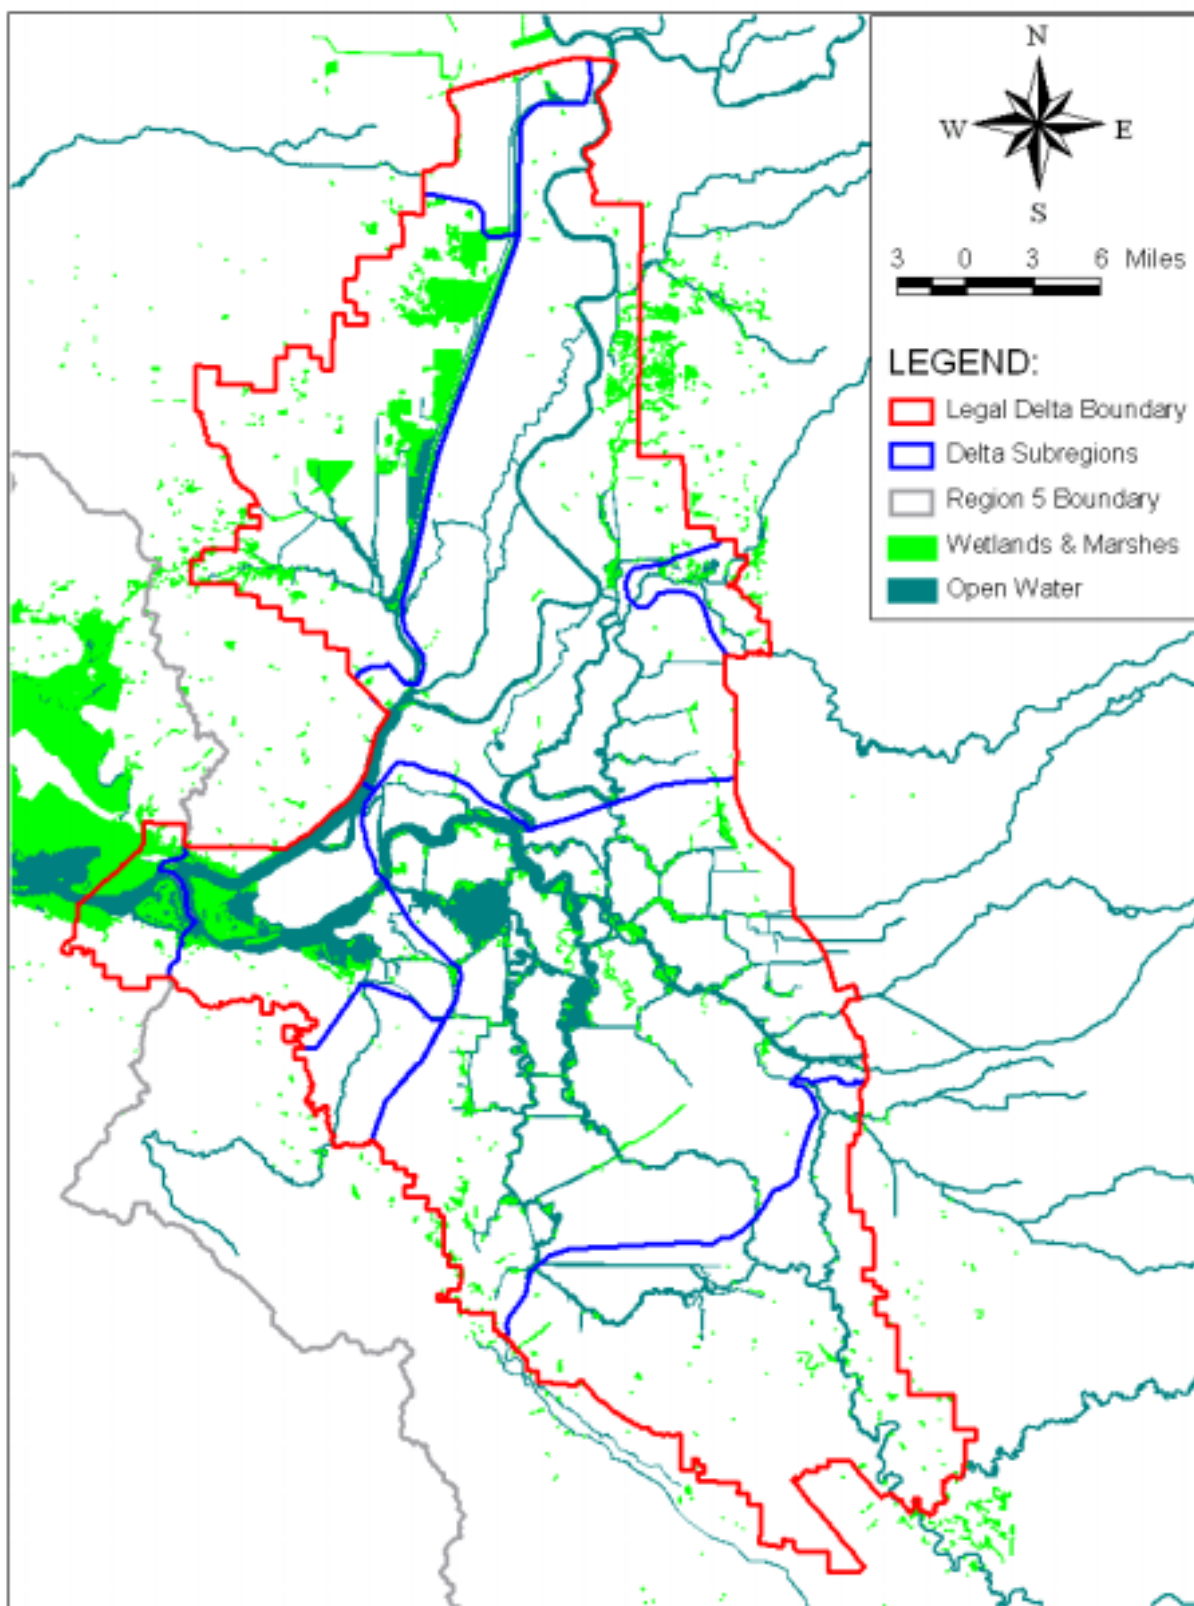 N
W E
S
3 0 3 6 Miles
LEGEND:
Legal Delta Boundary
Delta Subregions
Region 5 Boundary
Wetlands & Marshes
Open Water